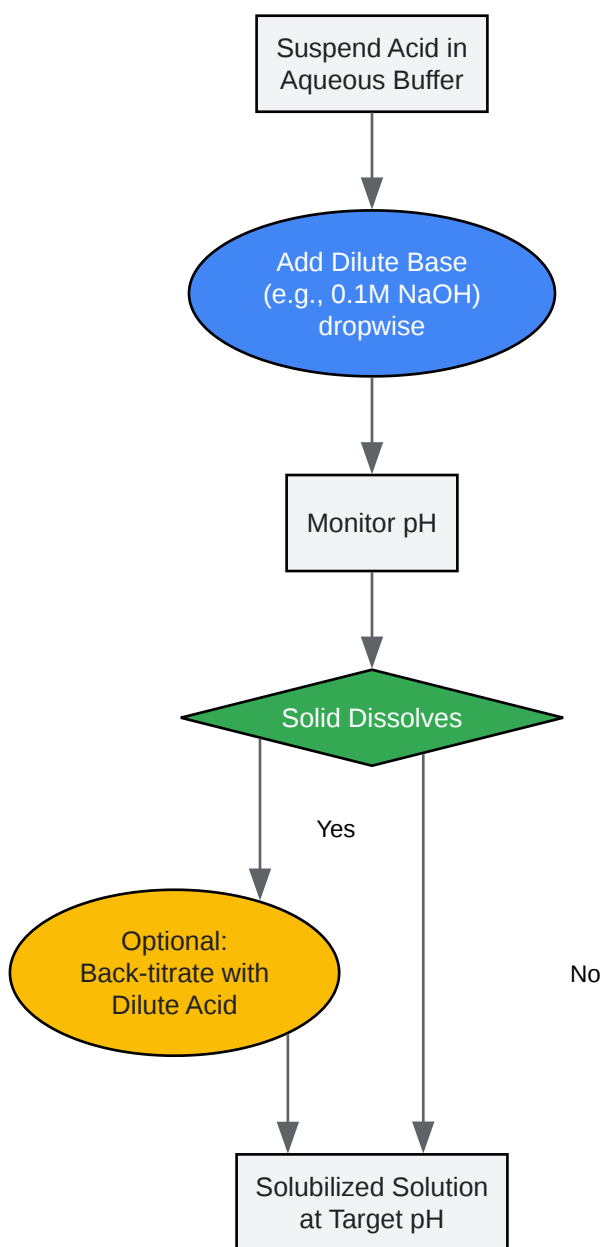 Suspend Acid in
Aqueous Buffer
Add Dilute Base
(e.g., 0.1M NaOH)
dropwise
Monitor pH
Solid Dissolves
Yes
Optional:
Back-titrate with
Dilute Acid
No
Solubilized Solution
at Target pH